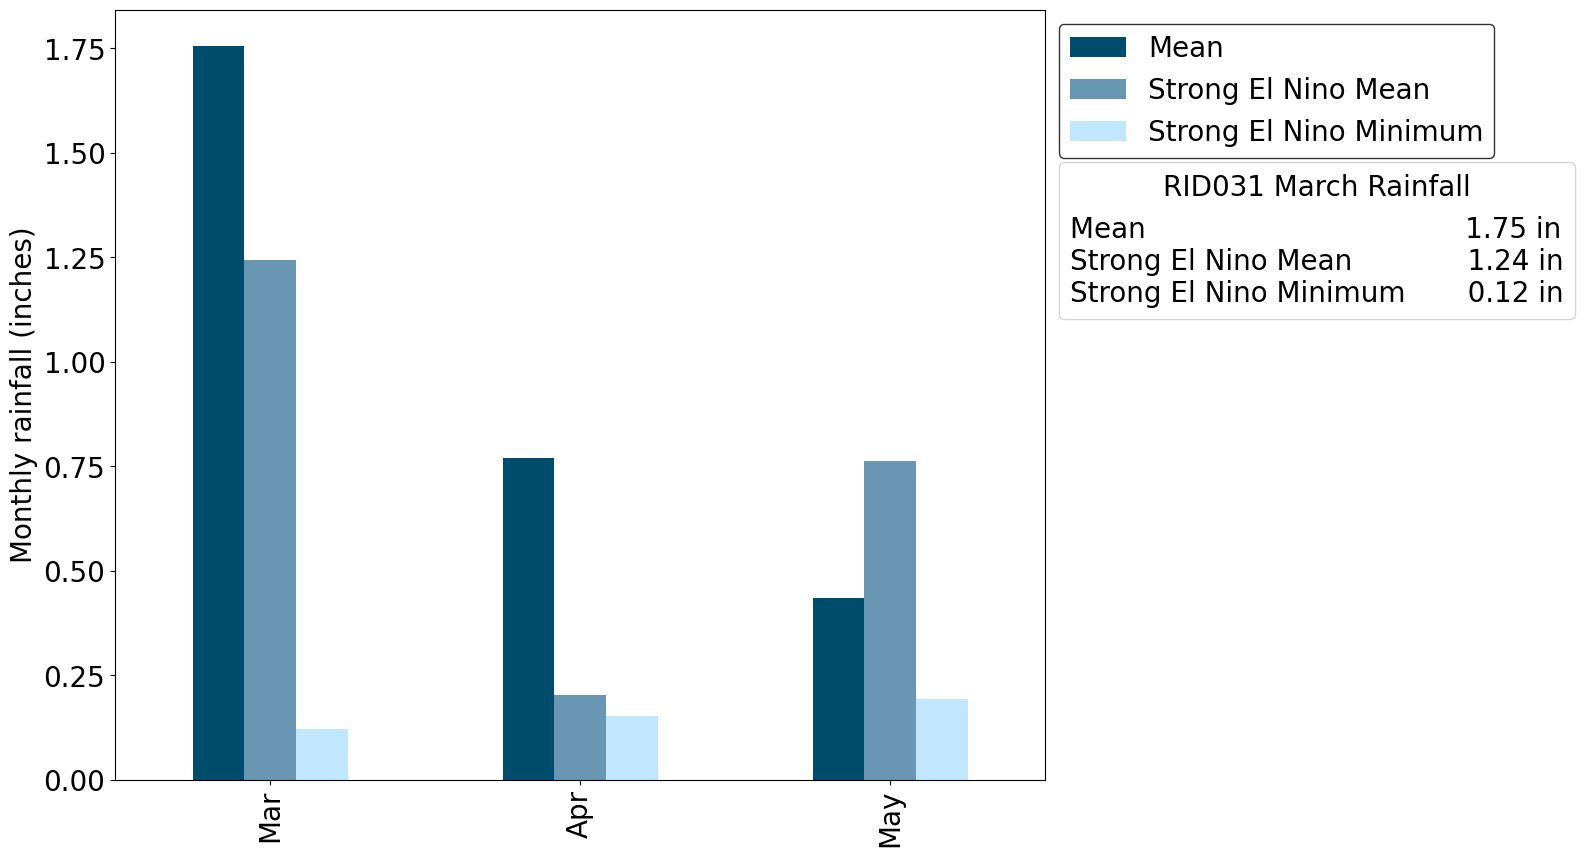 Monthly rainfall (inches)
1.75
1.50
1.25
1.00
0.75
0.50
0.25
0.00
Mar
Apr
May
Mean
Strong El Nino Mean
Strong El Nino Minimum
RID031 March Rainfall
Mean 1.75 in
Strong El Nino Mean 1.24 in
Strong El Nino Minimum 0.12 in